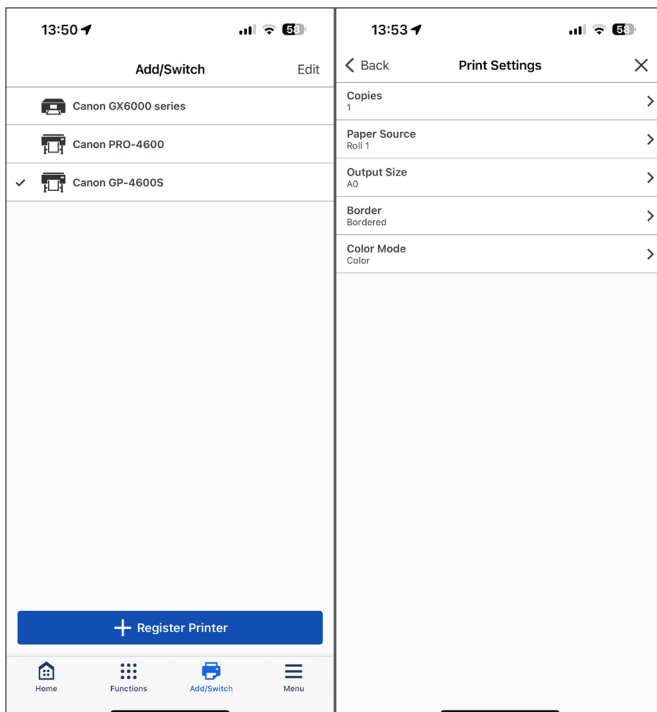 13:50
58
Add/Switch
Edit
Canon GX6000 series
Canon PRO-4600
Canon GP-4600S
Register Printer
Home
Functions
Add/Switch
Menu
13:53
58
Back
Print Settings
Copies
1
Paper Source
Roll 1
Output Size
A0
Border
Bordered
Color Mode
Color